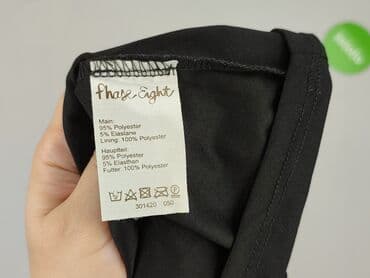 Phase Eight
Main:
95% Polyester
5% Elastane
Lining: 100% Polyester
Hauptteil:
95% Polyester
5% Elasthan
Futter: 100% Polyester
301420 050